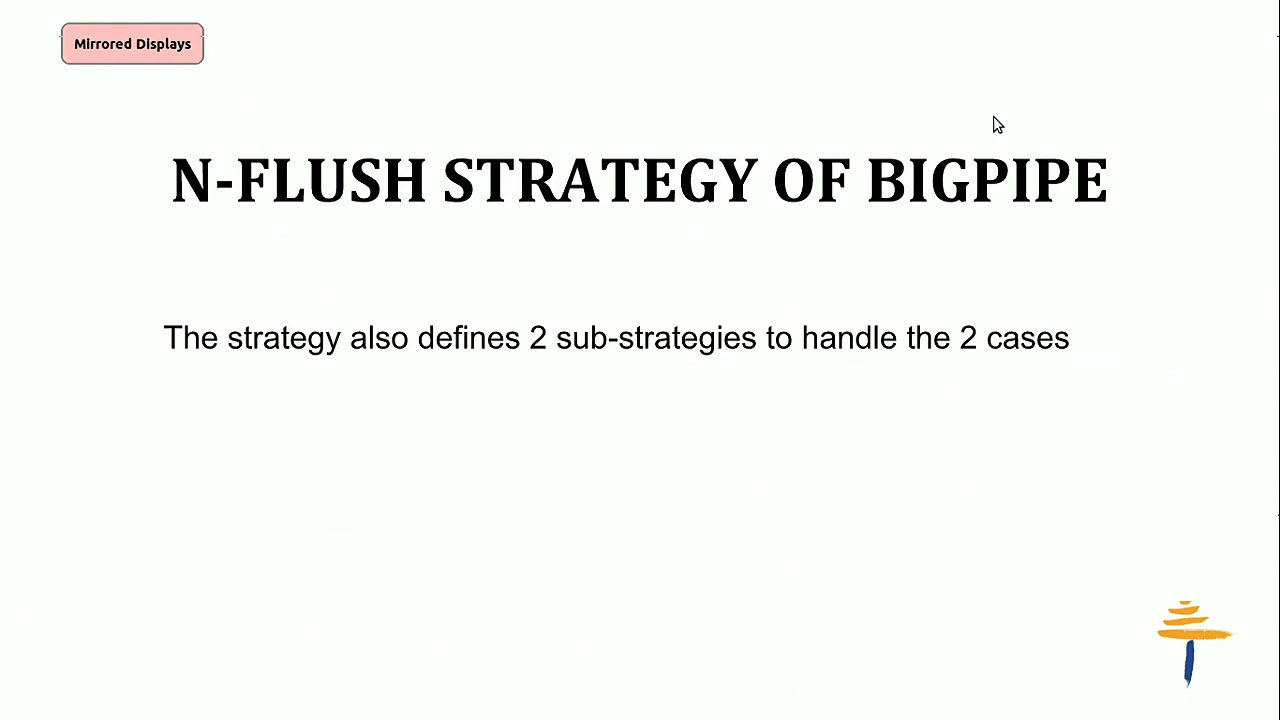 Mirrored Displays
N-FLUSH STRATEGY OF BIGPIPE
The strategy also defines 2 sub-strategies to handle the 2 cases